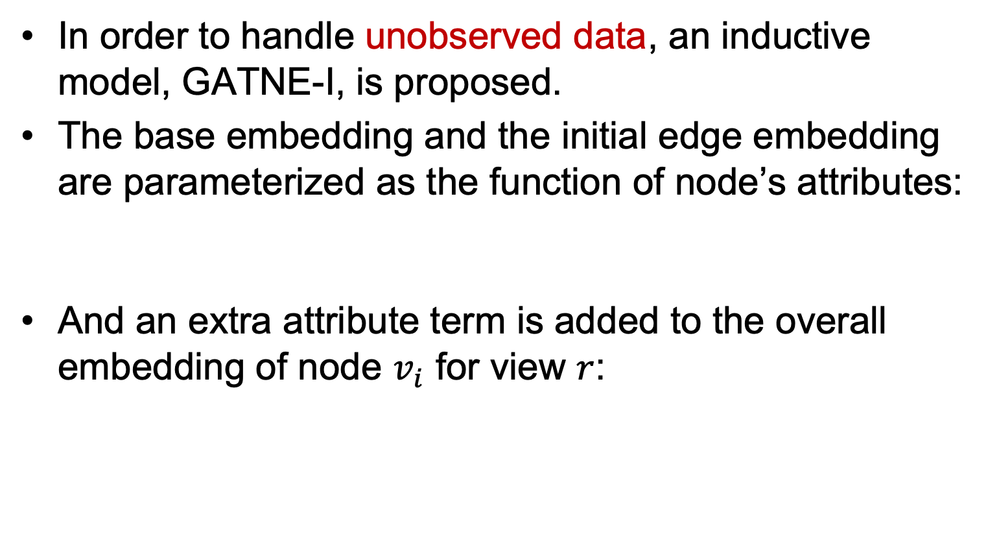 • In order to handle unobserved data, an inductive
model, GATNE-I, is proposed.
• The base embedding and the initial edge embedding
are parameterized as the function of node’s attributes:
• And an extra attribute term is added to the overall
embedding of node 𝑣ᵢ for view 𝑟: